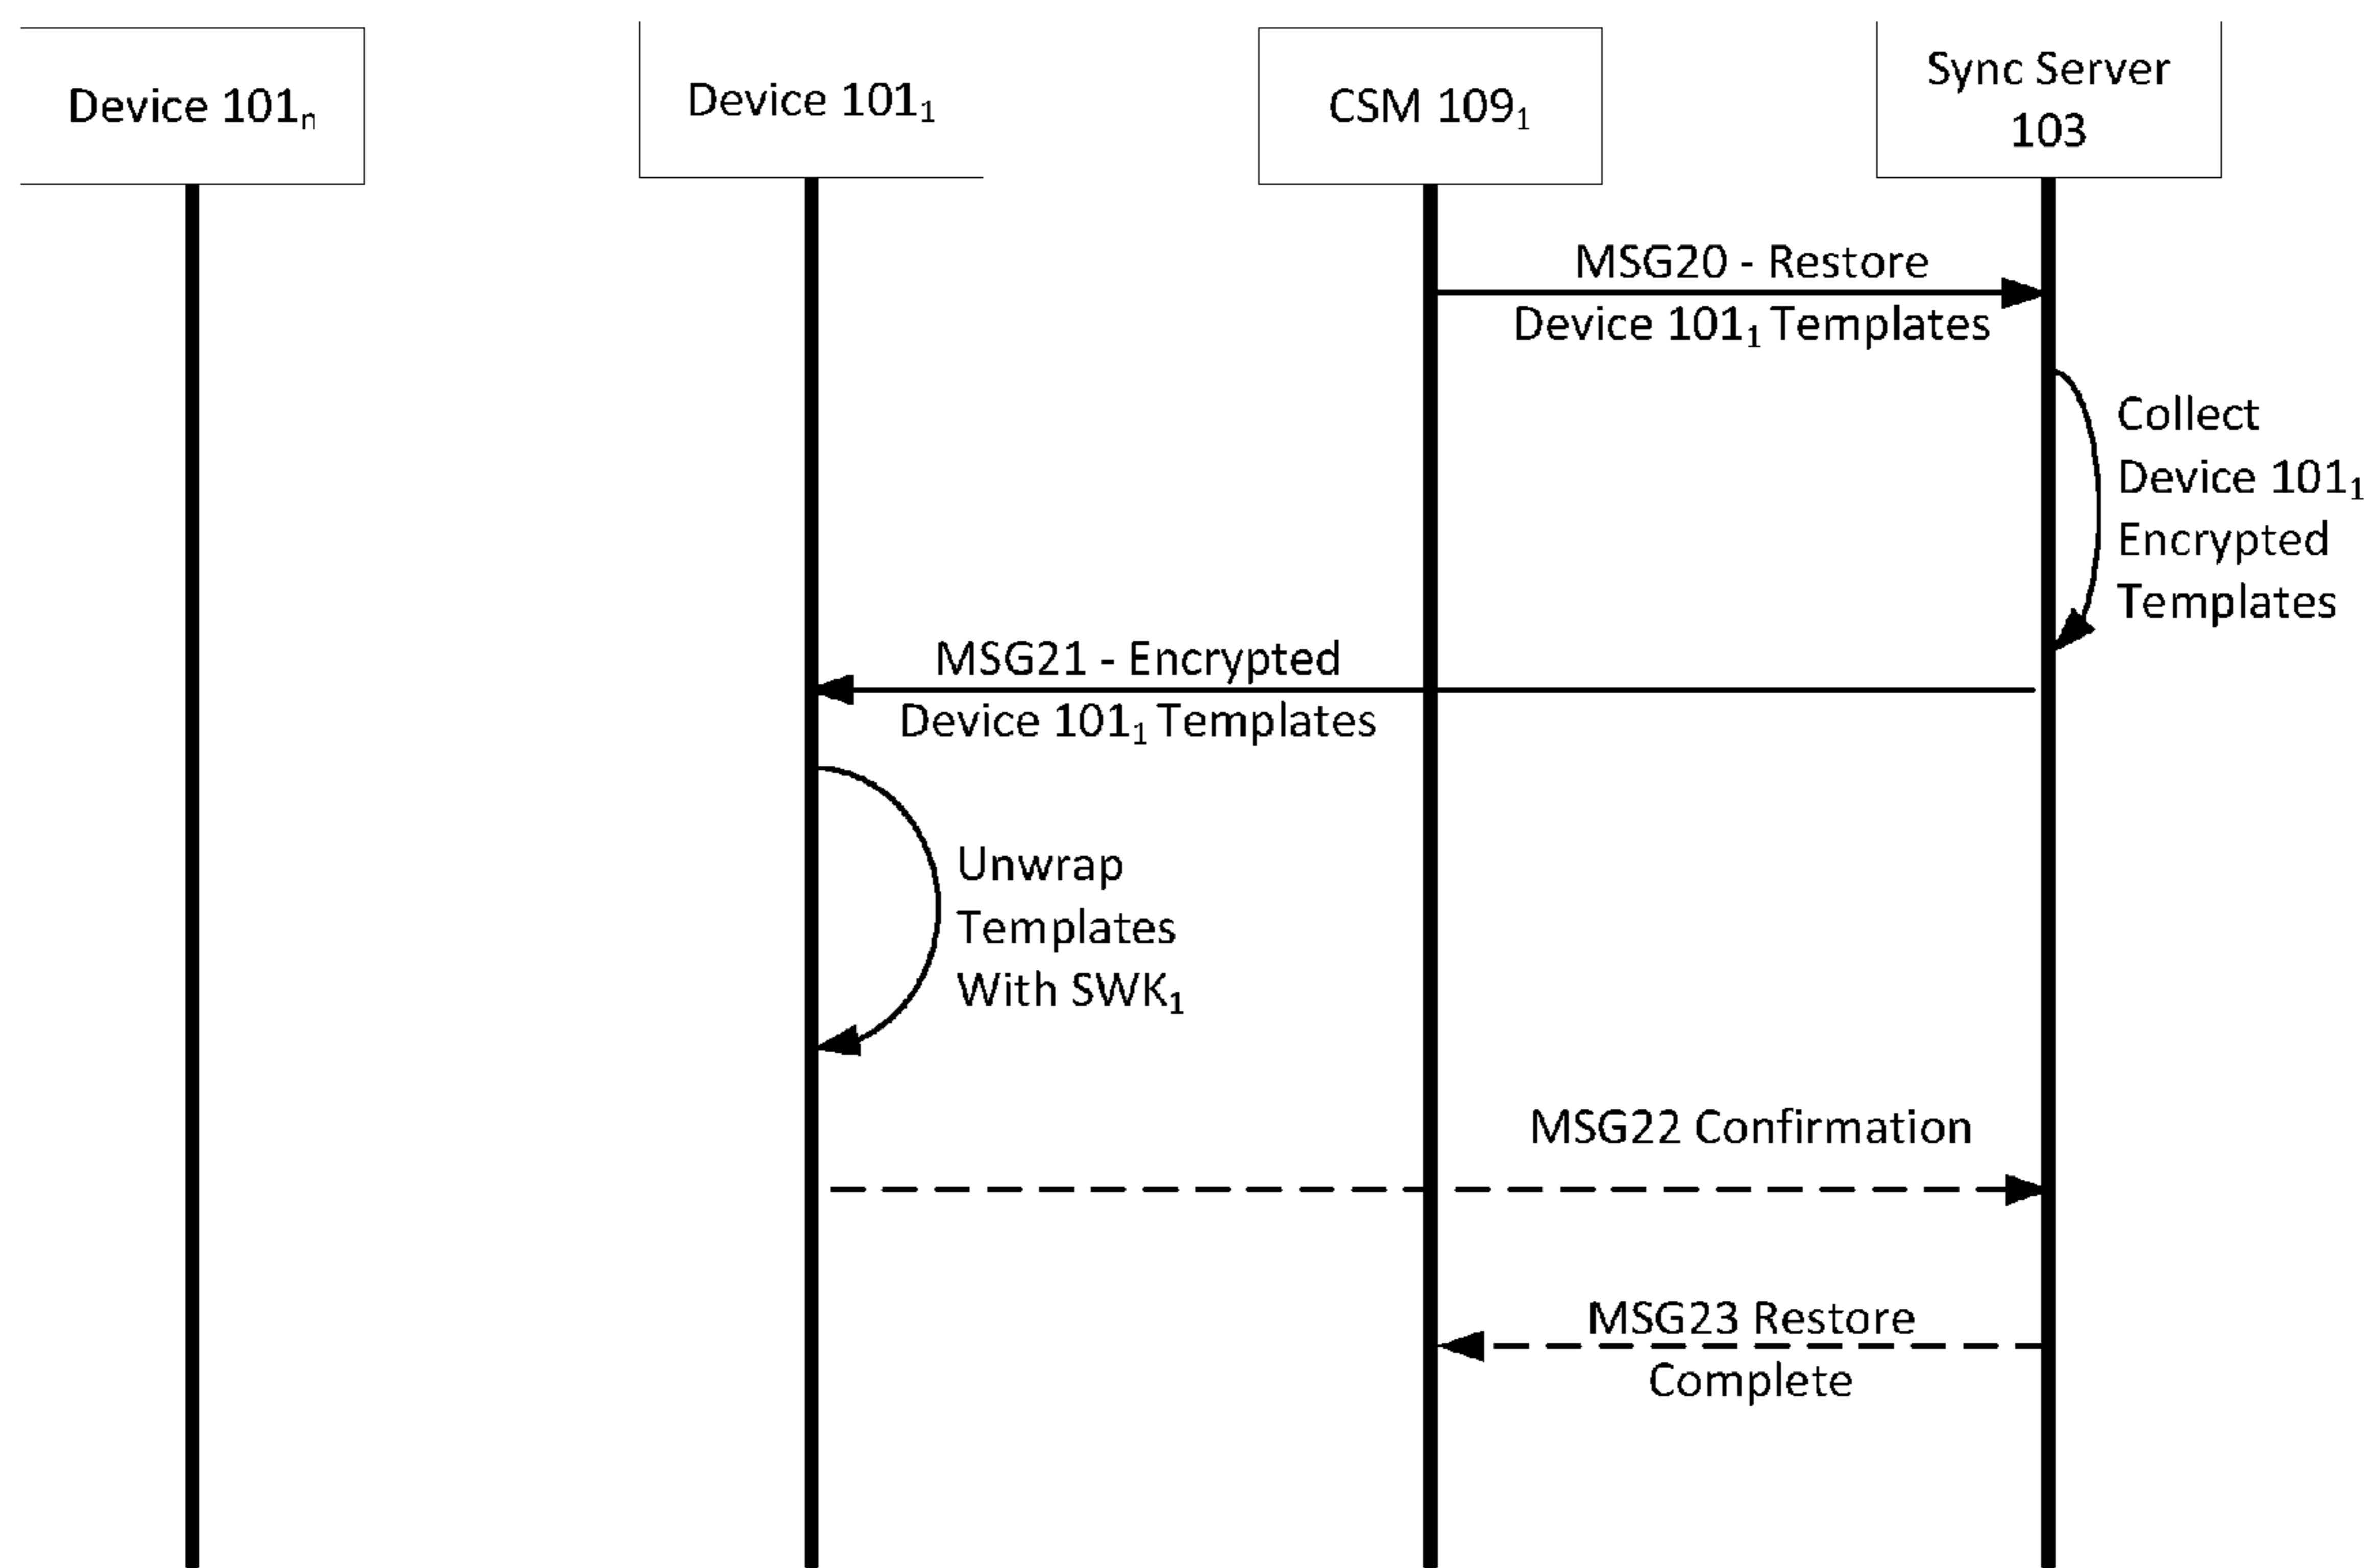 Device 101ₙ
Device 101₁
CSM 109₁
Sync Server
103
MSG20 - Restore
Device 101₁ Templates
Collect
Device 101₁
Encrypted
Templates
MSG21 - Encrypted
Device 101₁ Templates
Unwrap
Templates
With SWK₁
MSG22 Confirmation
MSG23 Restore
Complete